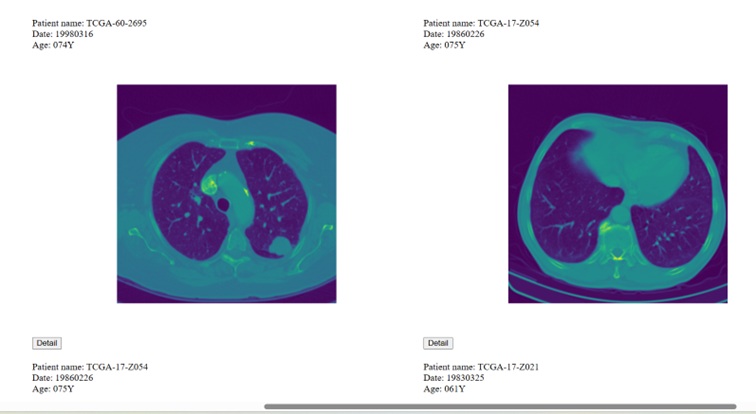 Patient name: TCGA-60-2695
Date: 19980316
Age: 074Y
Patient name: TCGA-17-Z054
Date: 19860226
Age: 075Y
Detail
Detail
Patient name: TCGA-17-Z054
Date: 19860226
Age: 075Y
Patient name: TCGA-17-Z021
Date: 19830325
Age: 061Y